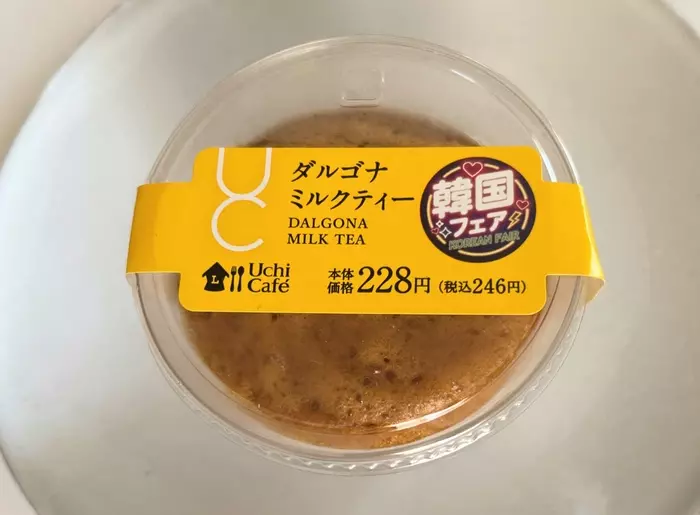 UC
ダルゴナ
ミルクティー
DALGONA
MILK TEA
韓国
フェア
KOREAN FAIR
L
Uchi
Café
本体
価格 228円 (税込246円)